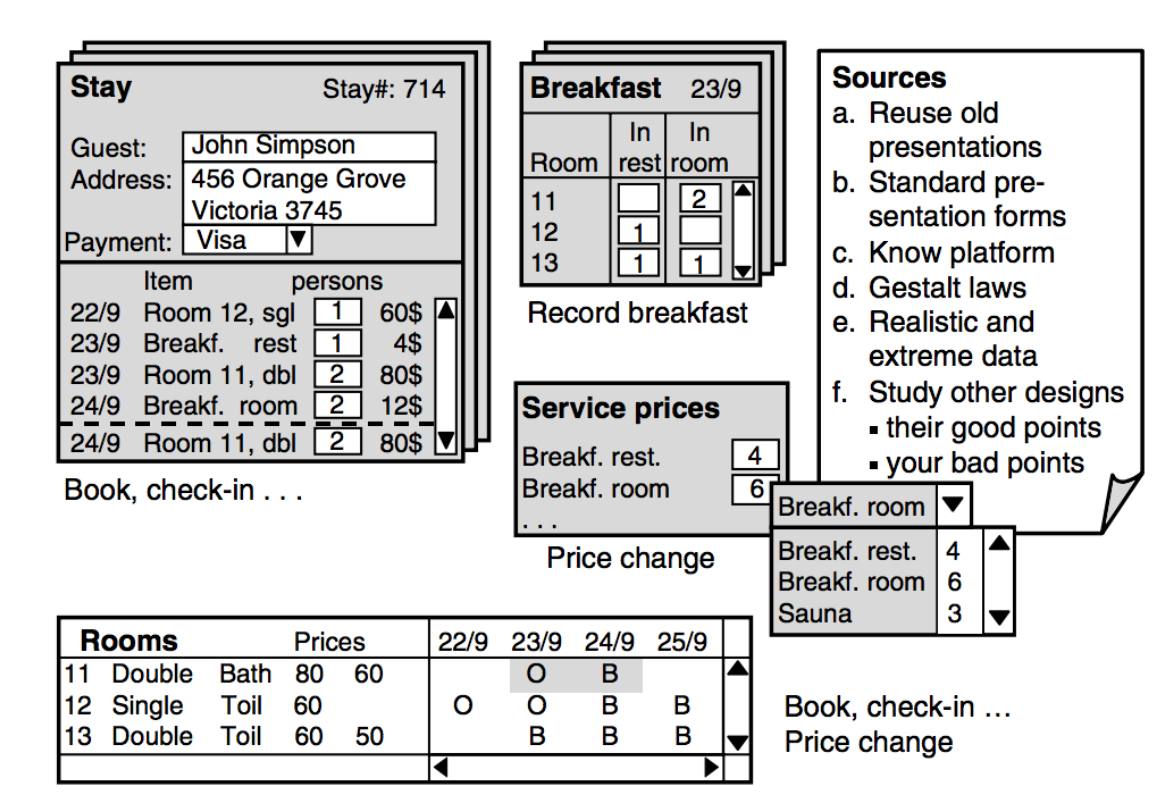 Stay Stay#: 714
Guest: John Simpson
Address: 456 Orange Grove
Victoria 3745
Payment: Visa
Item persons
22/9 Room 12, sgl 1 60$
23/9 Breakf. rest 1 4$
23/9 Room 11, dbl 2 80$
24/9 Breakf. room 2 12$
24/9 Room 11, dbl 2 80$
Book, check-in . . .
Breakfast 23/9
In In
Room rest room
11 2
12 1
13 1 1
Record breakfast
Service prices
Breakf. rest. 4
Breakf. room 6
. . .
Price change
Sources
a. Reuse old
presentations
b. Standard pre-
sentation forms
c. Know platform
d. Gestalt laws
e. Realistic and
extreme data
f. Study other designs
▪ their good points
▪ your bad points
Breakf. room
Breakf. rest. 4
Breakf. room 6
Sauna 3
Rooms Prices 22/9 23/9 24/9 25/9
11 Double Bath 80 60 O B
12 Single Toil 60 O O B B
13 Double Toil 60 50 B B B
Book, check-in …
Price change